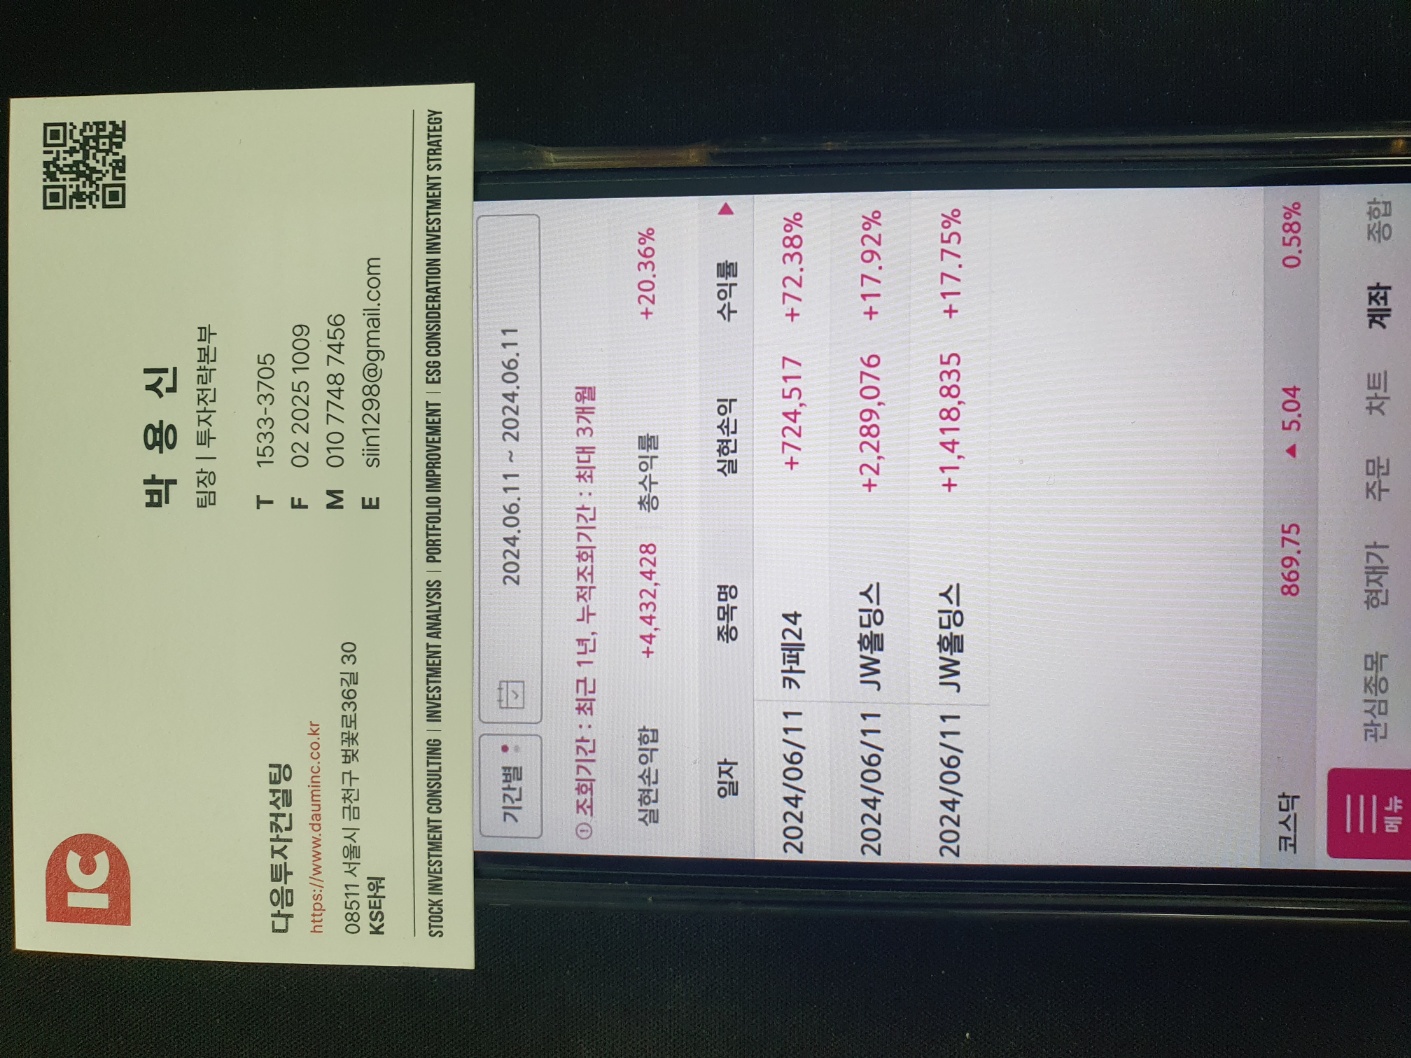 IC
박용신
팀장 | 투자전략본부
다음투자컨설팅
https://www.dauminc.co.kr
08511 서울시 금천구 벚꽃로36길 30
KS타워
T 1533-3705
F 02 2025 1009
M 010 7748 7456
E siin1298@gmail.com
STOCK INVESTMENT CONSULTING | INVESTMENT ANALYSIS | PORTFOLIO IMPROVEMENT | ESG CONSIDERATION INVESTMENT STRATEGY
기간별 2024.06.11 ~ 2024.06.11
조회기간 : 최근 1년, 누적조회기간 : 최대 3개월
실현손익합 +4,432,428 총수익률 +20.36%
일자 종목명 실현손익 수익률
2024/06/11 카페24 +724,517 +72.38%
2024/06/11 JW홀딩스 +2,289,076 +17.92%
2024/06/11 JW홀딩스 +1,418,835 +17.75%
코스닥 869.75 ▲ 5.04 0.58%
메뉴 관심종목 현재가 주문 차트 계좌 종합